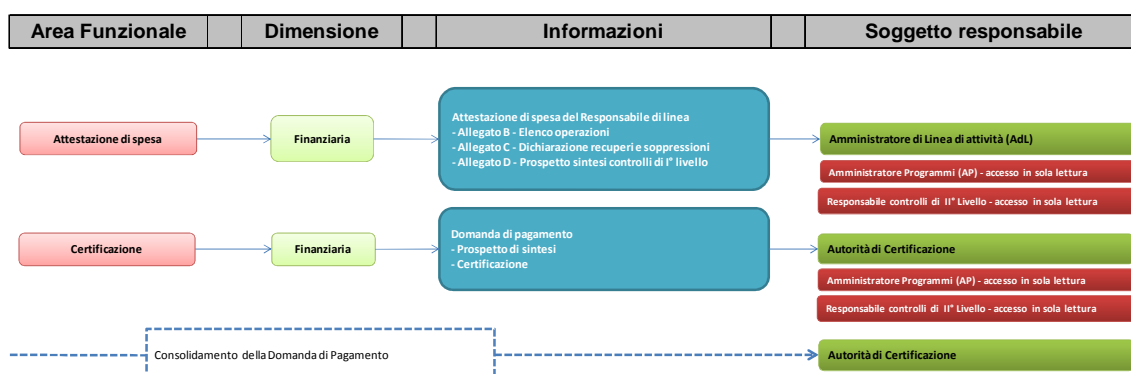 Area Funzionale Dimensione Informazioni Soggetto responsabile
Attestazione di spesa
Finanziaria
Attestazione di spesa del Responsabile di linea
- Allegato B - Elenco operazioni
- Allegato C - Dichiarazione recuperi e soppressioni
- Allegato D - Prospetto sintesi controlli di I° livello
Amministratore di Linea di attività (AdL)
Amministratore Programmi (AP) - accesso in sola lettura
Responsabile controlli di II° Livello - accesso in sola lettura
Certificazione
Finanziaria
Domanda di pagamento
- Prospetto di sintesi
- Certificazione
Autorità di Certificazione
Amministratore Programmi (AP) - accesso in sola lettura
Responsabile controlli di II° Livello - accesso in sola lettura
Consolidamento della Domanda di Pagamento
Autorità di Certificazione